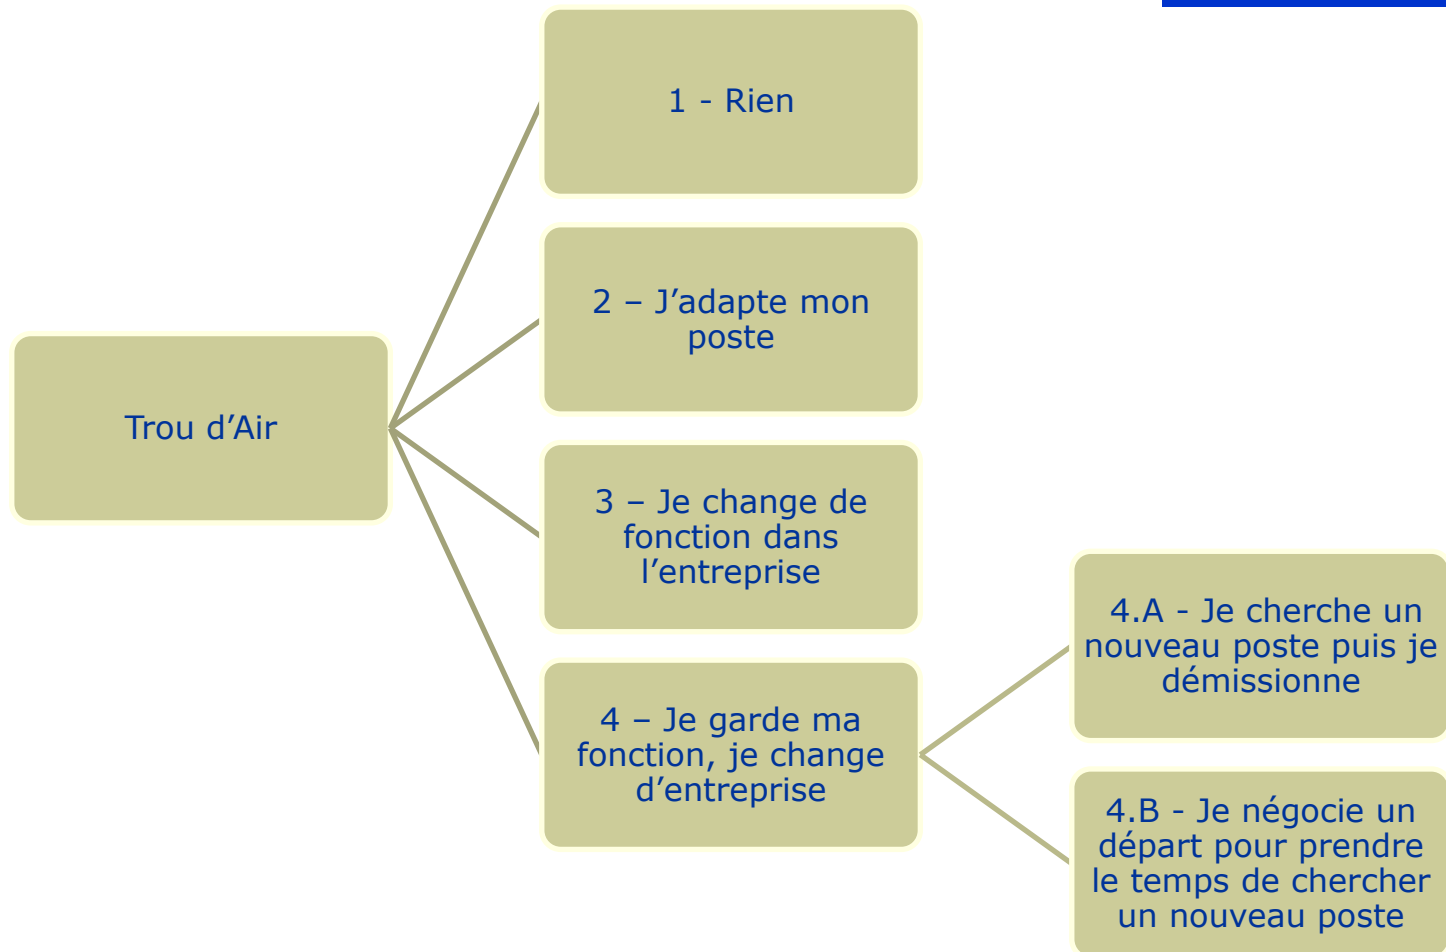 1 - Rien
2 – J’adapte mon
poste
Trou d’Air
3 – Je change de
fonction dans
l’entreprise
4 – Je garde ma
fonction, je change
d’entreprise
4.A - Je cherche un
nouveau poste puis je
démissionne
4.B - Je négocie un
départ pour prendre
le temps de chercher
un nouveau poste